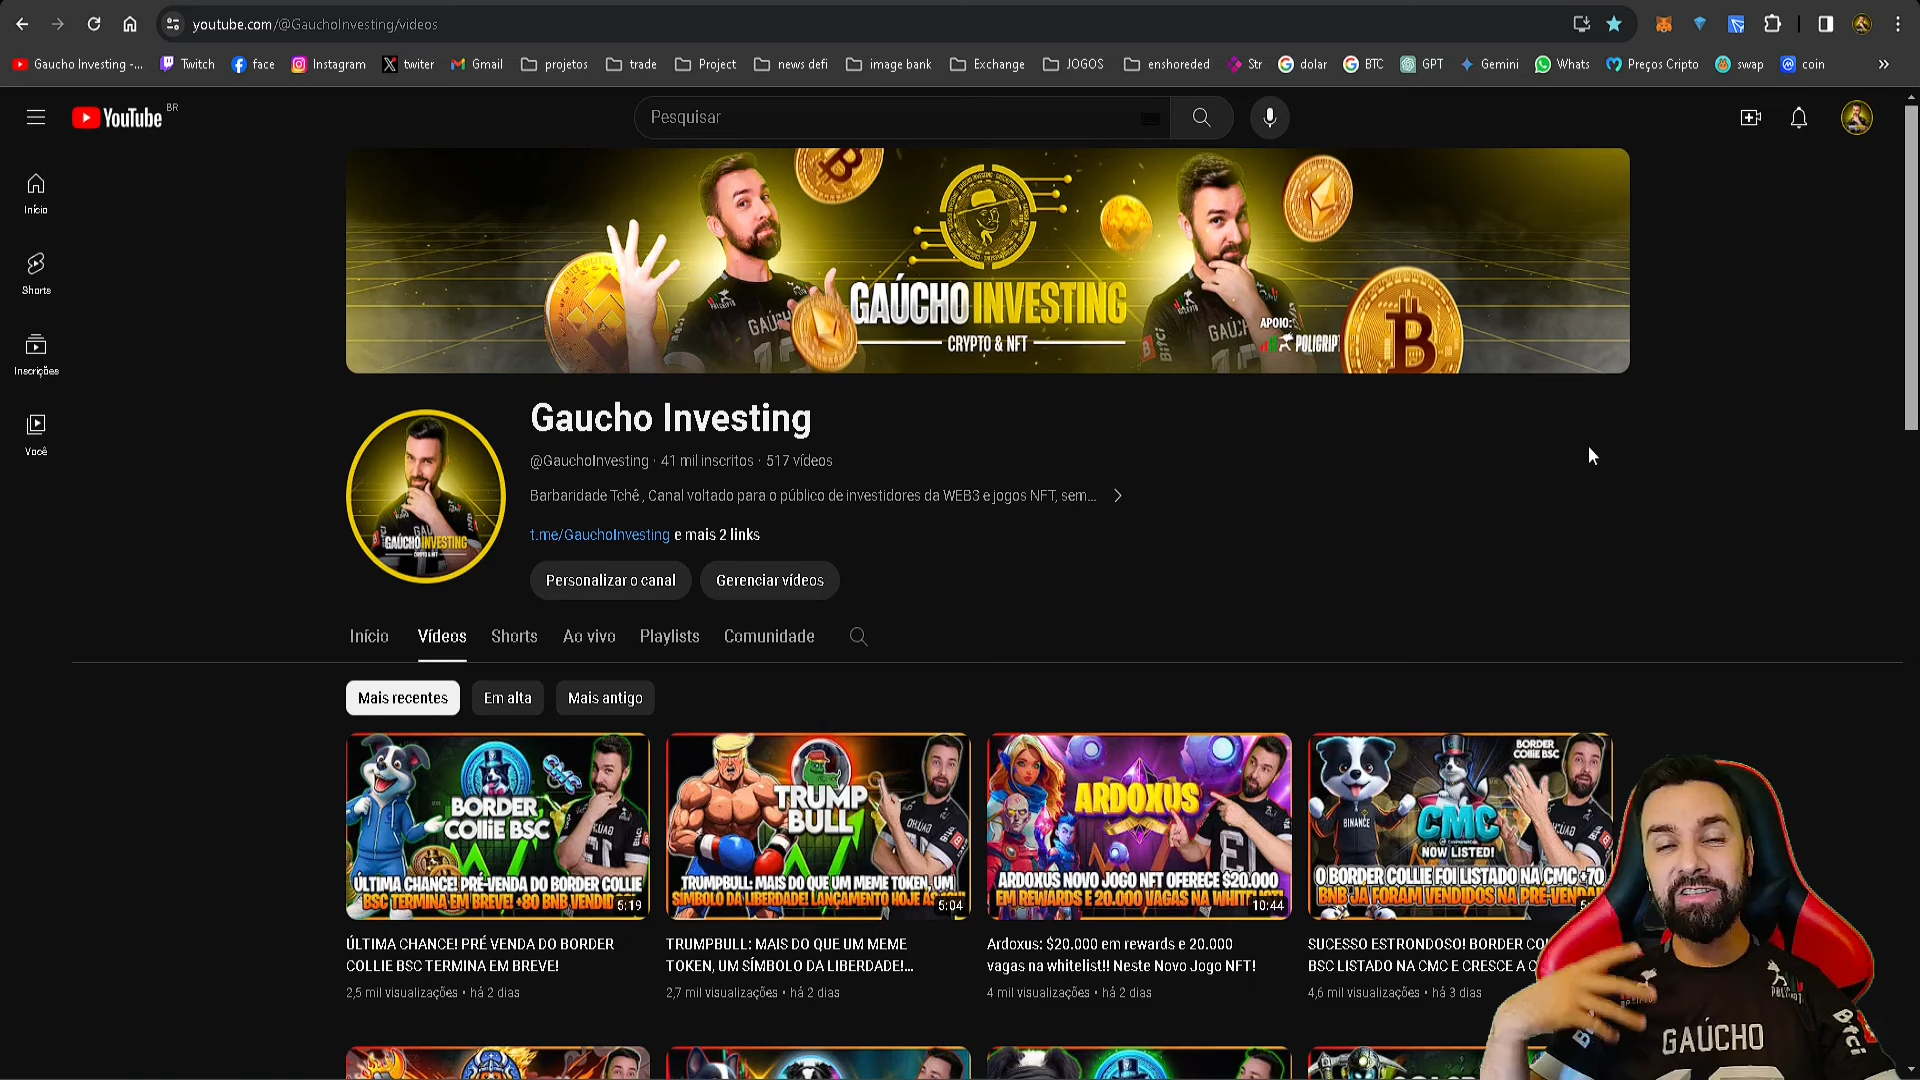 youtube.com/@GauchoInvesting/videos
Gaucho Investing -... Twitch face Instagram twiter Gmail projetos trade Project news defi image bank Exchange JOGOS enshoreded Str dolar BTC GPT Gemini Whats Preços Cripto swap coin
YouTube BR
Pesquisar
Início
Shorts
Inscrições
Você
GAÚCHO INVESTING
CRYPTO & NFT
APOIO:
POLICRIPT
Gaucho Investing
@GauchoInvesting · 41 mil inscritos · 517 vídeos
Barbaridade Tchê , Canal voltado para o público de investidores da WEB3 e jogos NFT, sem...
t.me/GauchoInvesting e mais 2 links
Personalizar o canal Gerenciar vídeos
Início Vídeos Shorts Ao vivo Playlists Comunidade
Mais recentes Em alta Mais antigo
BORDER
COLLIE BSC
CMC
ÚLTIMA CHANCE! PRÉ-VENDA DO BORDER COLLIE
BSC TERMINA EM BREVE! +80 BNB
5:19
TRUMP
BULL
TRUMPBULL: MAIS DO QUE UM MEME TOKEN, UM
SÍMBOLO DA LIBERDADE! LANÇAMENTO HOJE
5:04
ARDOXUS
ARDOXUS NOVO JOGO NFT OFERECE $20.000
EM REWARDS E 20.000 VAGAS NA
10:44
BORDER
COLLIE BSC
BINANCE
CMC
NOW LISTED!
O BORDER COLLIE FOI LISTADO NA CMC +70
BNB JÁ FORAM VENDIDOS NA
ÚLTIMA CHANCE! PRÉ VENDA DO BORDER
COLLIE BSC TERMINA EM BREVE!
2,5 mil visualizações • há 2 dias
TRUMPBULL: MAIS DO QUE UM MEME
TOKEN, UM SÍMBOLO DA LIBERDADE!...
2,7 mil visualizações • há 2 dias
Ardoxus: $20.000 em rewards e 20.000
vagas na whitelist!! Neste Novo Jogo NFT!
4 mil visualizações • há 2 dias
SUCESSO ESTRONDOSO! BORDER CO
BSC LISTADO NA CMC E CRESCE A
4,6 mil visualizações • há 3 dias
GAÚCHO
Bitci